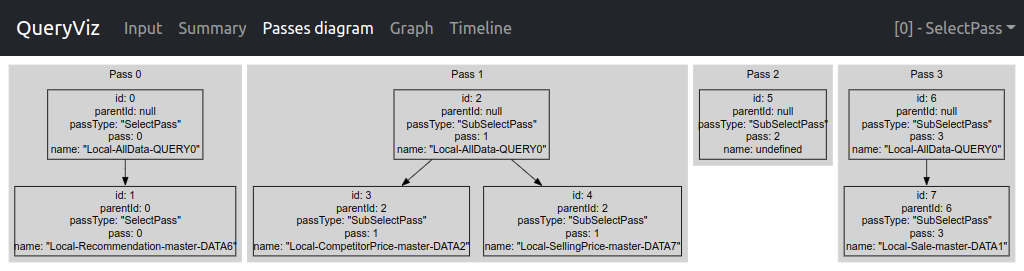 QueryViz Input Summary Passes diagram Graph Timeline [0] - SelectPass
Pass 0
id: 0
parentId: null
passType: "SelectPass"
pass: 0
name: "Local-AllData-QUERY0"
id: 1
parentId: 0
passType: "SelectPass"
pass: 0
name: "Local-Recommendation-master-DATA6"
Pass 1
id: 2
parentId: null
passType: "SubSelectPass"
pass: 1
name: "Local-AllData-QUERY0"
id: 3
parentId: 2
passType: "SubSelectPass"
pass: 1
name: "Local-CompetitorPrice-master-DATA2"
id: 4
parentId: 2
passType: "SubSelectPass"
pass: 1
name: "Local-SellingPrice-master-DATA7"
Pass 2
id: 5
parentId: null
passType: "SubSelectPass"
pass: 2
name: undefined
Pass 3
id: 6
parentId: null
passType: "SubSelectPass"
pass: 3
name: "Local-AllData-QUERY0"
id: 7
parentId: 6
passType: "SubSelectPass"
pass: 3
name: "Local-Sale-master-DATA1"